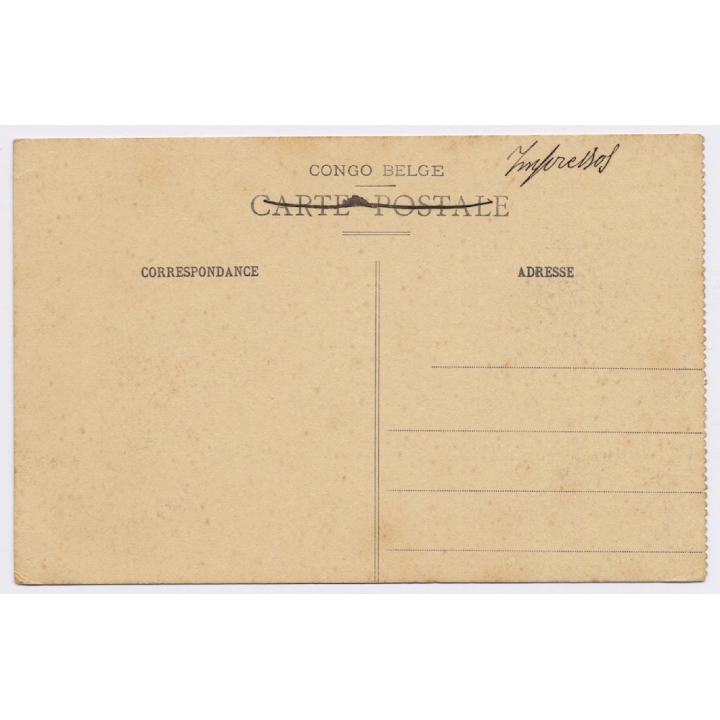 Impressos
CONGO BELGE
CARTE POSTALE
CORRESPONDANCE
ADRESSE